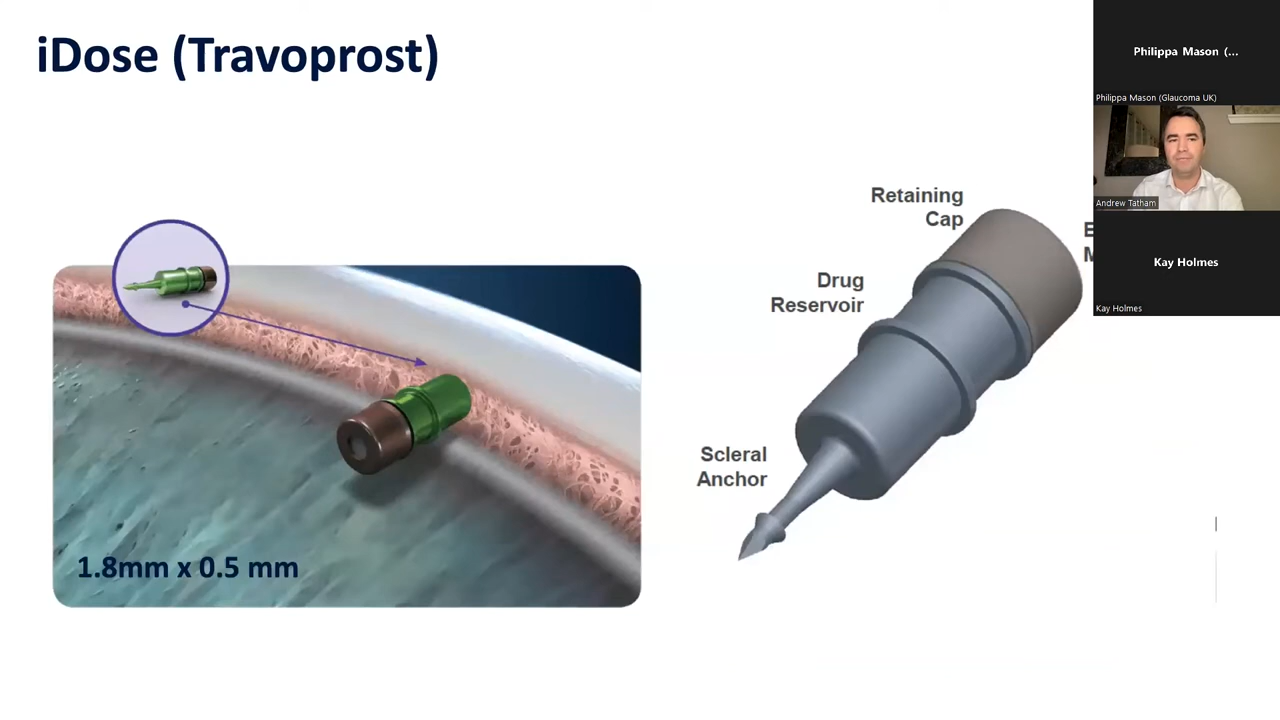 iDose (Travoprost)
Retaining
Cap
Drug
Reservoir
Scleral
Anchor
1.8mm x 0.5 mm
Philippa Mason (...
Philippa Mason (Glaucoma UK)
Andrew Tatham
Kay Holmes
Kay Holmes